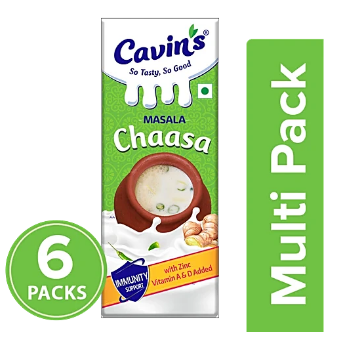 Cavin's®
So Tasty, So Good
MASALA
Chaasa
IMMUNITY
SUPPORT
with Zinc
Vitamin A & D Added
6
PACKS
Multi Pack